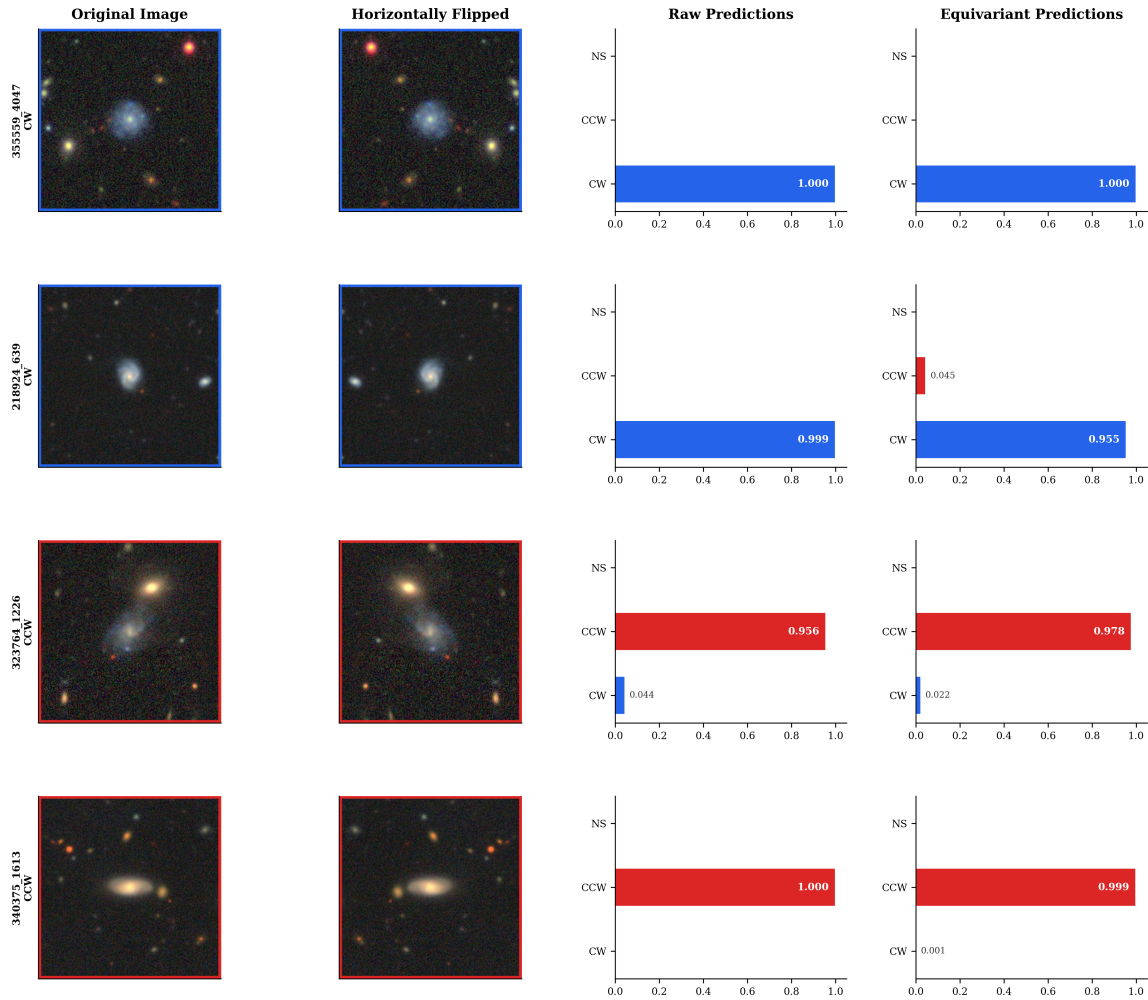 Original Image
Horizontally Flipped
Raw Predictions
Equivariant Predictions
355559_4047
CW
NS
CCW
CW
1.000
0.0 0.2 0.4 0.6 0.8 1.0
NS
CCW
CW
1.000
0.0 0.2 0.4 0.6 0.8 1.0
218924_639
CW
NS
CCW
CW
0.999
0.0 0.2 0.4 0.6 0.8 1.0
NS
CCW
0.045
CW
0.955
0.0 0.2 0.4 0.6 0.8 1.0
323764_1226
CCW
NS
CCW
0.956
CW
0.044
0.0 0.2 0.4 0.6 0.8 1.0
NS
CCW
0.978
CW
0.022
0.0 0.2 0.4 0.6 0.8 1.0
340375_1613
CCW
NS
CCW
1.000
CW
0.0 0.2 0.4 0.6 0.8 1.0
NS
CCW
0.999
CW
0.001
0.0 0.2 0.4 0.6 0.8 1.0